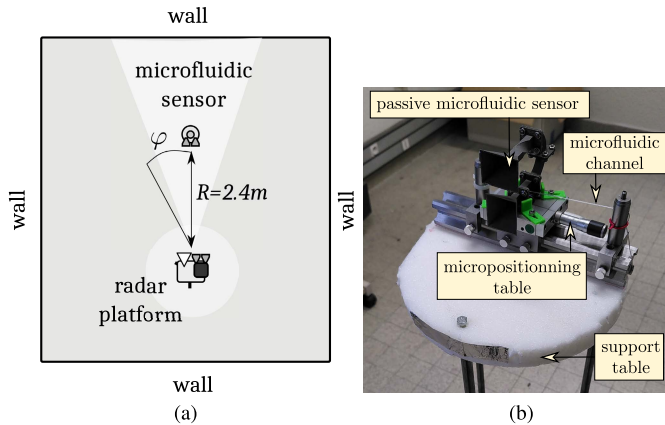 wall
microfluidic
sensor
φ
R=2.4m
wall
wall
radar
platform
wall
(a)
passive microfluidic sensor
microfluidic
channel
micropositionning
table
support
table
(b)